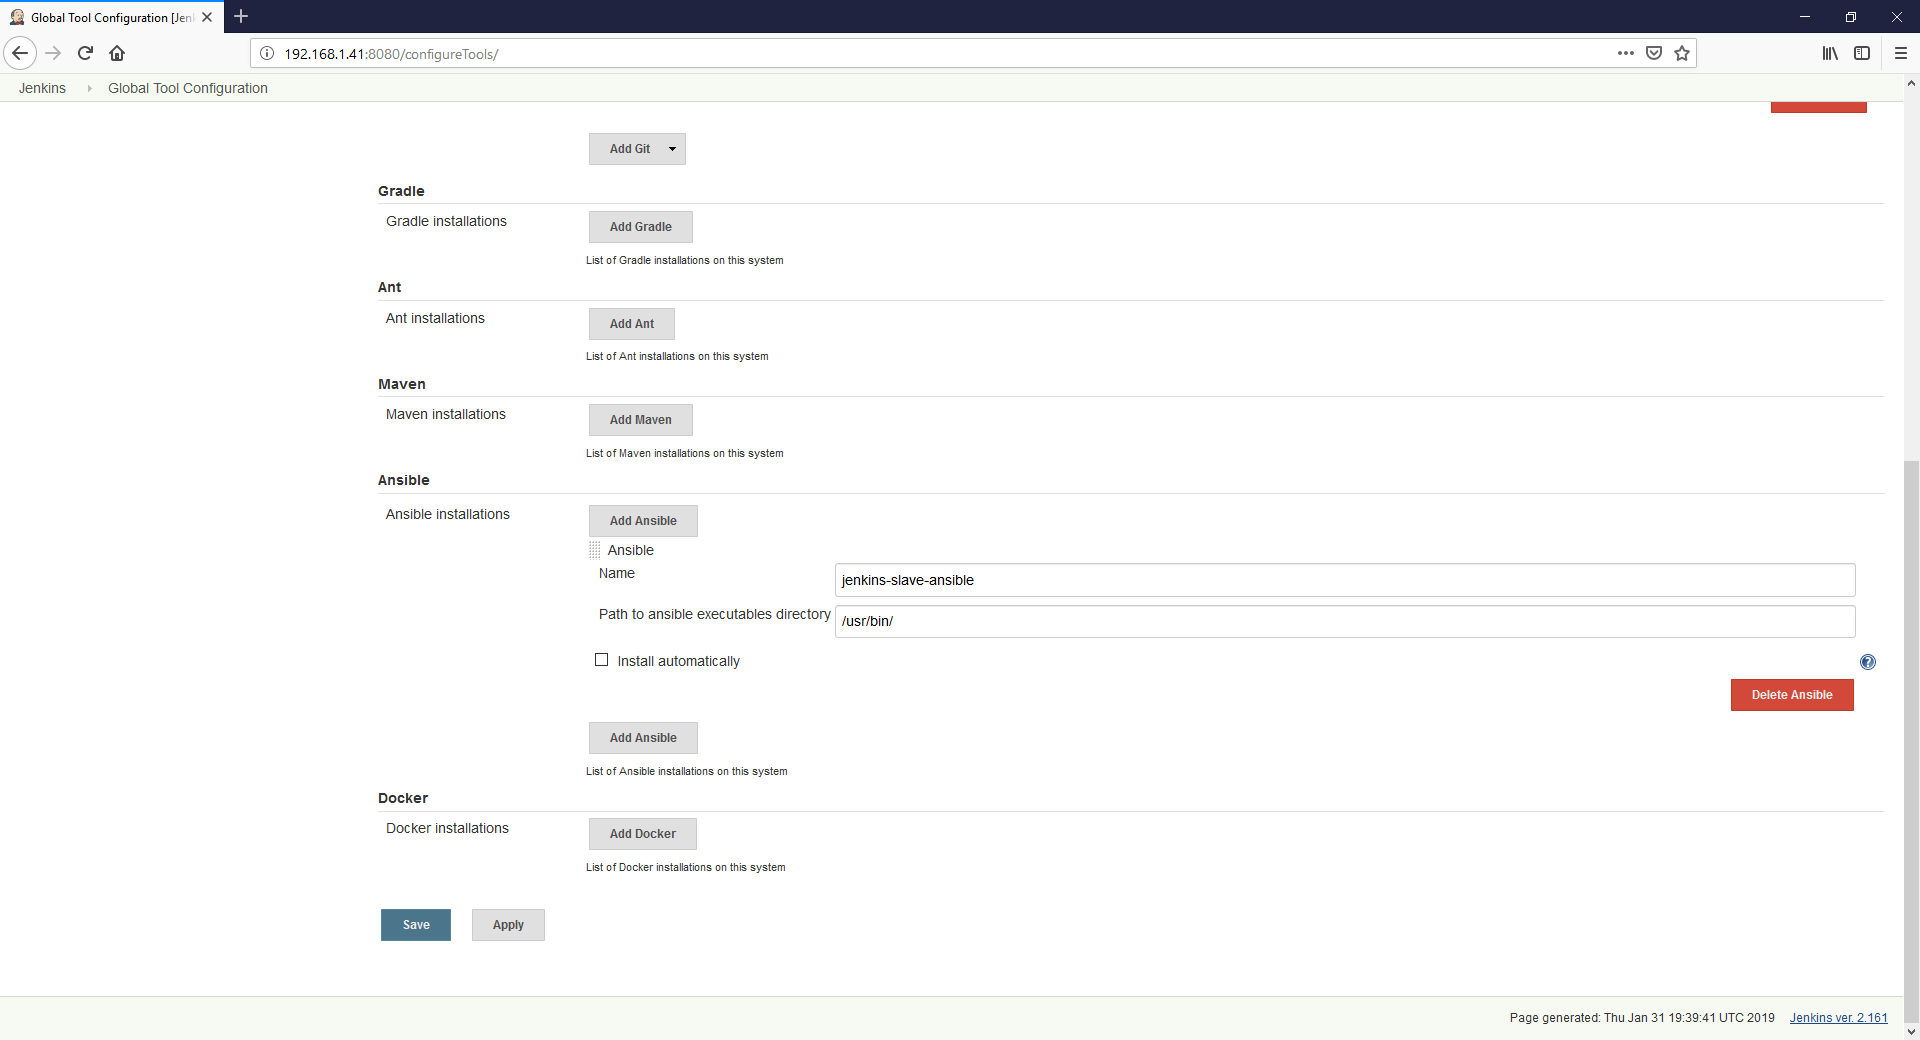 Global Tool Configuration [Jen
192.168.1.41:8080/configureTools/
Jenkins Global Tool Configuration
Add Git
Gradle
Gradle installations
Add Gradle
List of Gradle installations on this system
Ant
Ant installations
Add Ant
List of Ant installations on this system
Maven
Maven installations
Add Maven
List of Maven installations on this system
Ansible
Ansible installations
Add Ansible
Ansible
Name
jenkins-slave-ansible
Path to ansible executables directory
/usr/bin/
Install automatically
Delete Ansible
Add Ansible
List of Ansible installations on this system
Docker
Docker installations
Add Docker
List of Docker installations on this system
Save
Apply
Page generated: Thu Jan 31 19:39:41 UTC 2019 Jenkins ver. 2.161